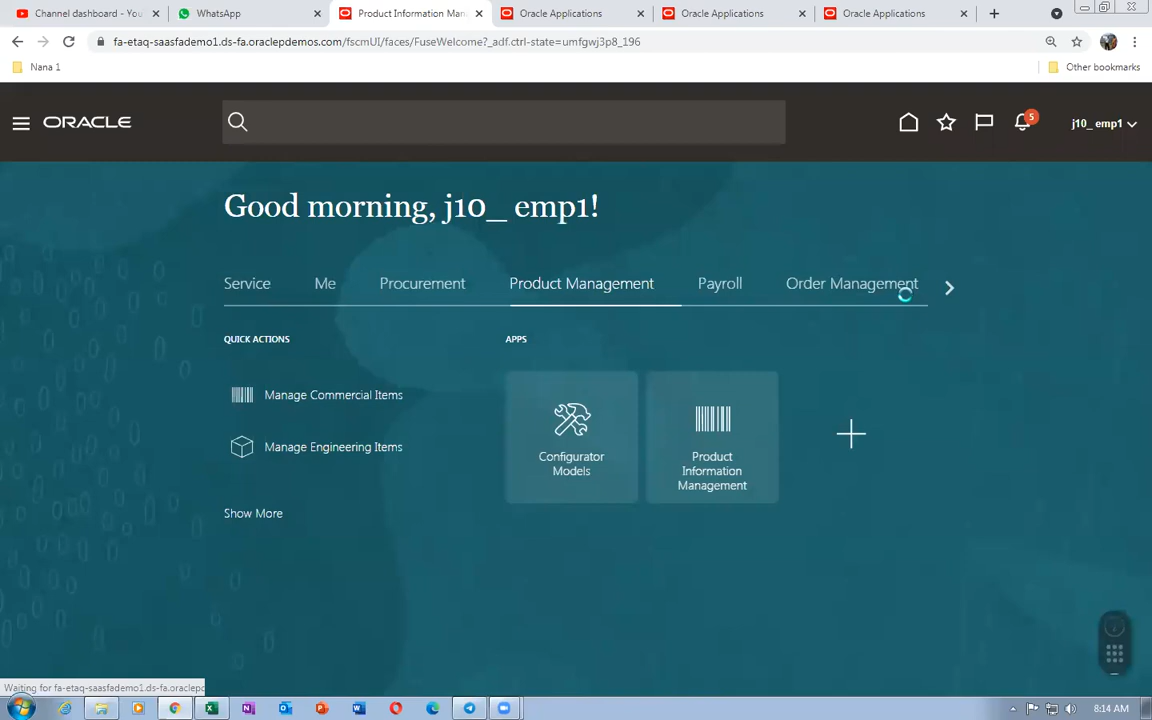 Channel dashboard - You
WhatsApp
Product Information Man
Oracle Applications
Oracle Applications
Oracle Applications
fa-etaq-saasfademo1.ds-fa.oraclepdemos.com/fscmUI/faces/FuseWelcome?_adf.ctrl-state=umfgwj3p8_196
Nana 1
Other bookmarks
ORACLE
5
j10_ emp1
Good morning, j10_ emp1!
Service
Me
Procurement
Product Management
Payroll
Order Management
QUICK ACTIONS
APPS
Manage Commercial Items
Manage Engineering Items
Show More
Configurator
Models
Product
Information
Management
Waiting for fa-etaq-saasfademo1.ds-fa.oraclepd
8:14 AM